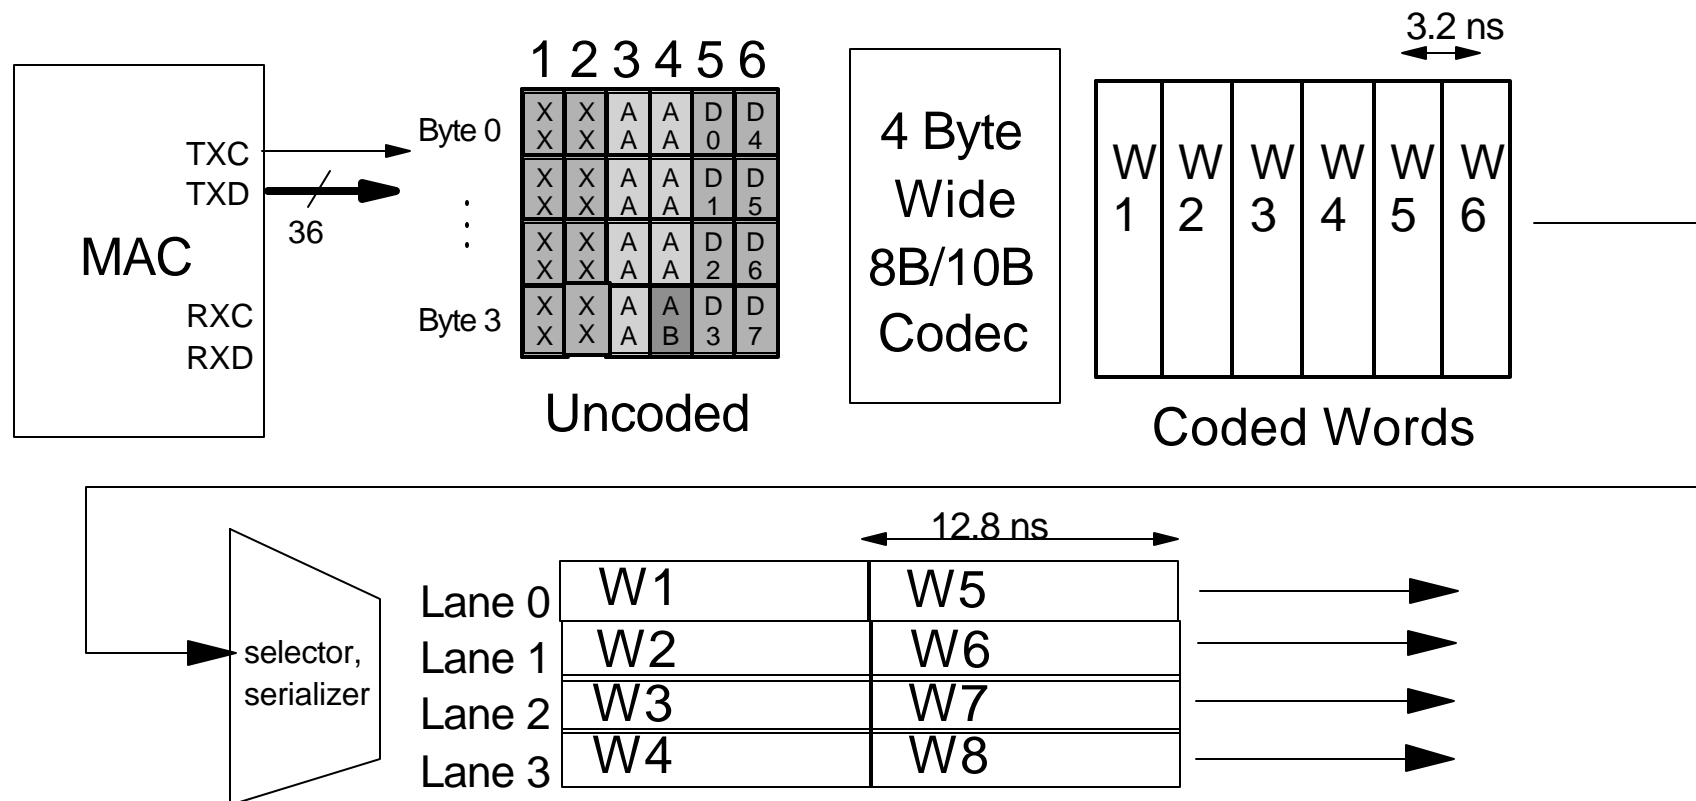 3.2 ns
1 2 3 4 5 6
MAC
TXC
TXD
36
RXC
RXD
Byte 0
Byte 3
X X A A D D
X X A A 0 4
X X A A D D
X X A A 1 5
X X A A D D
X X A A 2 6
X X A A D D
X X A B 3 7
Uncoded
4 Byte
Wide
8B/10B
Codec
W W W W W W
1 2 3 4 5 6
Coded Words
12.8 ns
selector,
serializer
Lane 0 W1 W5
Lane 1 W2 W6
Lane 2 W3 W7
Lane 3 W4 W8